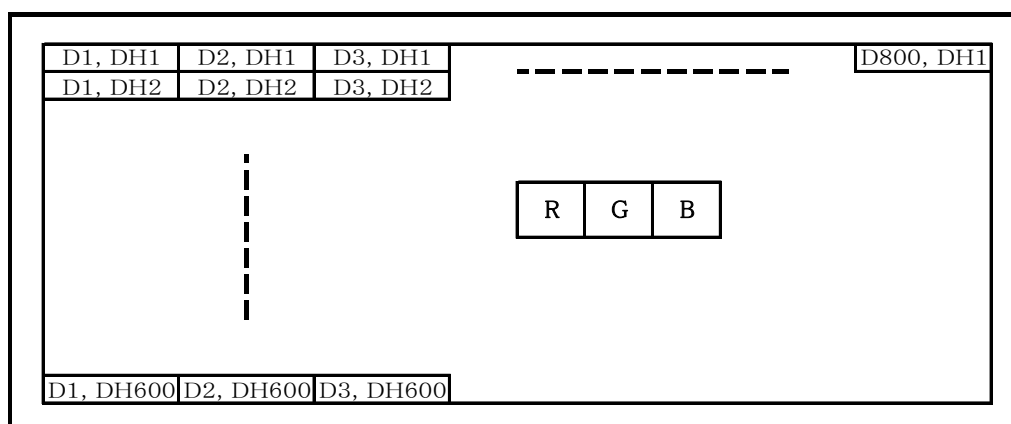 D1, DH1 D2, DH1 D3, DH1 D800, DH1
D1, DH2 D2, DH2 D3, DH2
R G B
D1, DH600 D2, DH600 D3, DH600